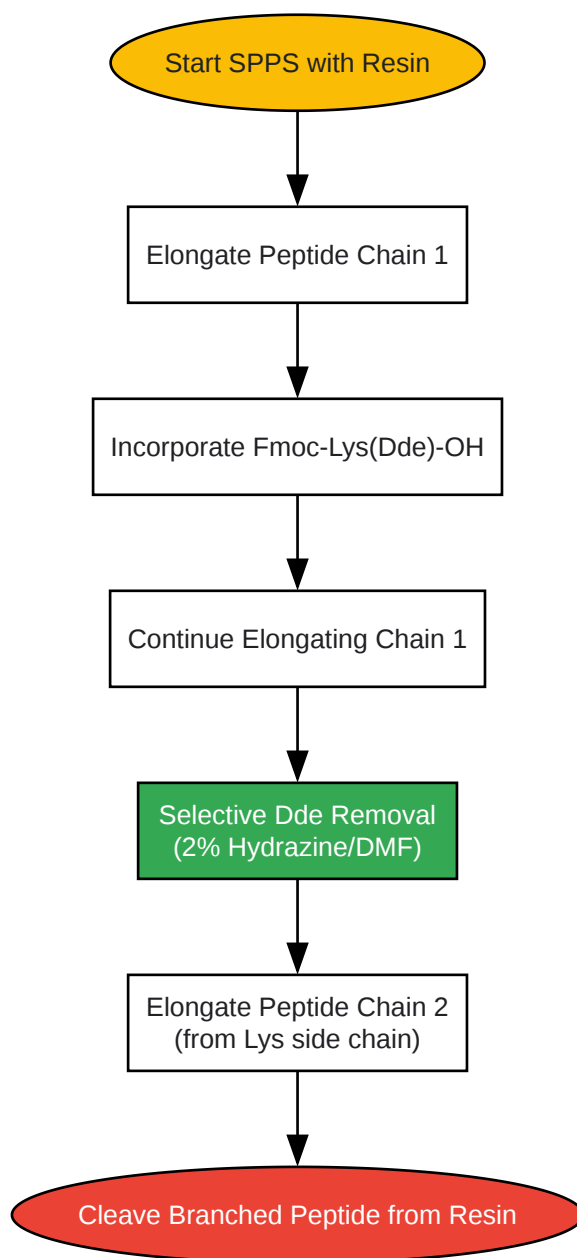 Start SPPS with Resin
Elongate Peptide Chain 1
Incorporate Fmoc-Lys(Dde)-OH
Continue Elongating Chain 1
Selective Dde Removal
(2% Hydrazine/DMF)
Elongate Peptide Chain 2
(from Lys side chain)
Cleave Branched Peptide from Resin